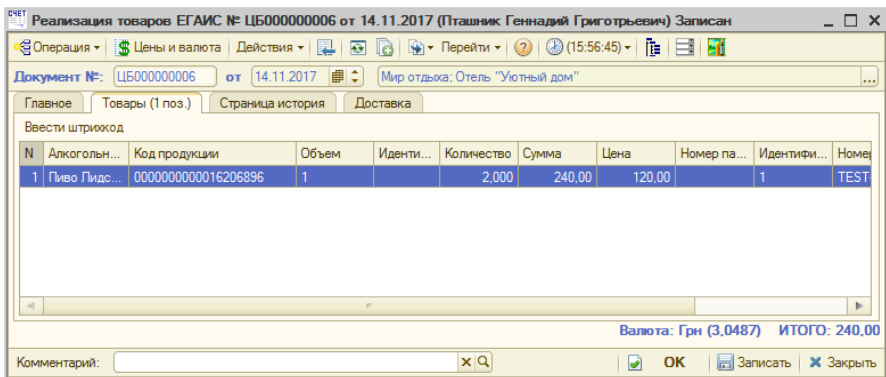 СЧЕТ Реализация товаров ЕГАИС № ЦБ000000006 от 14.11.2017 (Пташник Геннадий Григотрьевич) Записан
Операция Цены и валюта Действия Перейти (15:56:45)
Документ №: ЦБ000000006 от 14.11.2017 Мир отдыха; Отель "Уютный дом" ...
Главное Товары (1 поз.) Страница история Доставка
Ввести штрихкод
N Алкогольн... Код продукции Объем Иденти... Количество Сумма Цена Номер па... Идентифи... Номер
1 Пиво Лидс... 0000000000016206896 1 2,000 240,00 120,00 1 TEST
Валюта: Грн (3,0487) ИТОГО: 240,00
Комментарий: OK Записать Закрыть